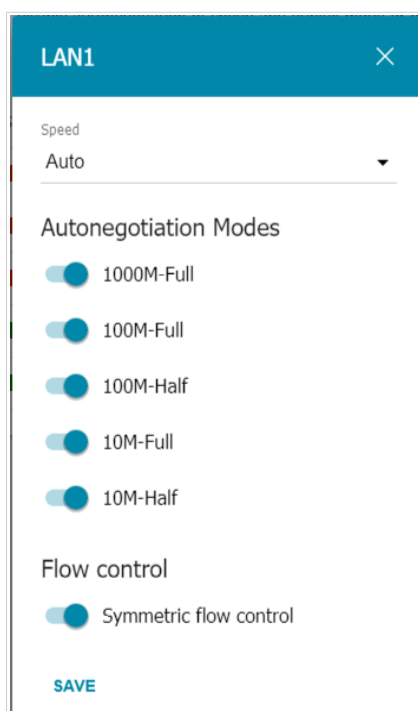 LAN1
Speed
Auto
Autonegotiation Modes
1000M-Full
100M-Full
100M-Half
10M-Full
10M-Half
Flow control
Symmetric flow control
SAVE